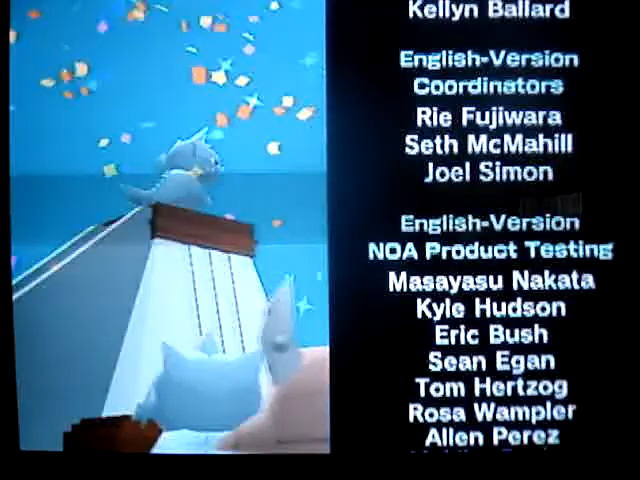 Kellyn Ballard
English-Version
Coordinators
Rie Fujiwara
Seth McMahill
Joel Simon
English-Version
NOA Product Testing
Masayasu Nakata
Kyle Hudson
Eric Bush
Sean Egan
Tom Hertzog
Rosa Wampler
Allen Perez